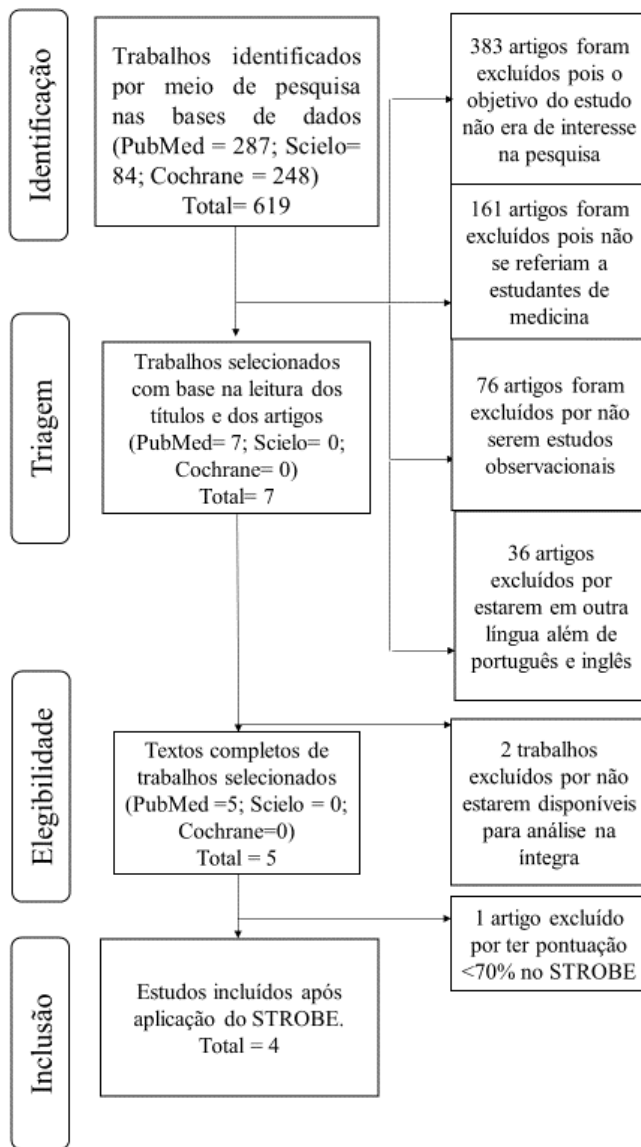 Identificação
Trabalhos identificados
por meio de pesquisa
nas bases de dados
(PubMed = 287; Scielo=
84; Cochrane = 248)
Total= 619
383 artigos foram
excluídos pois o
objetivo do estudo
não era de interesse
na pesquisa
161 artigos foram
excluídos pois não
se referiam a
estudantes de
medicina
Triagem
Trabalhos selecionados
com base na leitura dos
títulos e dos artigos
(PubMed= 7; Scielo= 0;
Cochrane= 0)
Total= 7
76 artigos foram
excluídos por não
serem estudos
observacionais
36 artigos
excluídos por
estarem em outra
língua além de
português e inglês
Elegibilidade
Textos completos de
trabalhos selecionados
(PubMed =5; Scielo = 0;
Cochrane=0)
Total = 5
2 trabalhos
excluídos por não
estarem disponíveis
para análise na
íntegra
1 artigo excluído
por ter pontuação
<70% no STROBE
Inclusão
Estudos incluídos após
aplicação do STROBE.
Total = 4